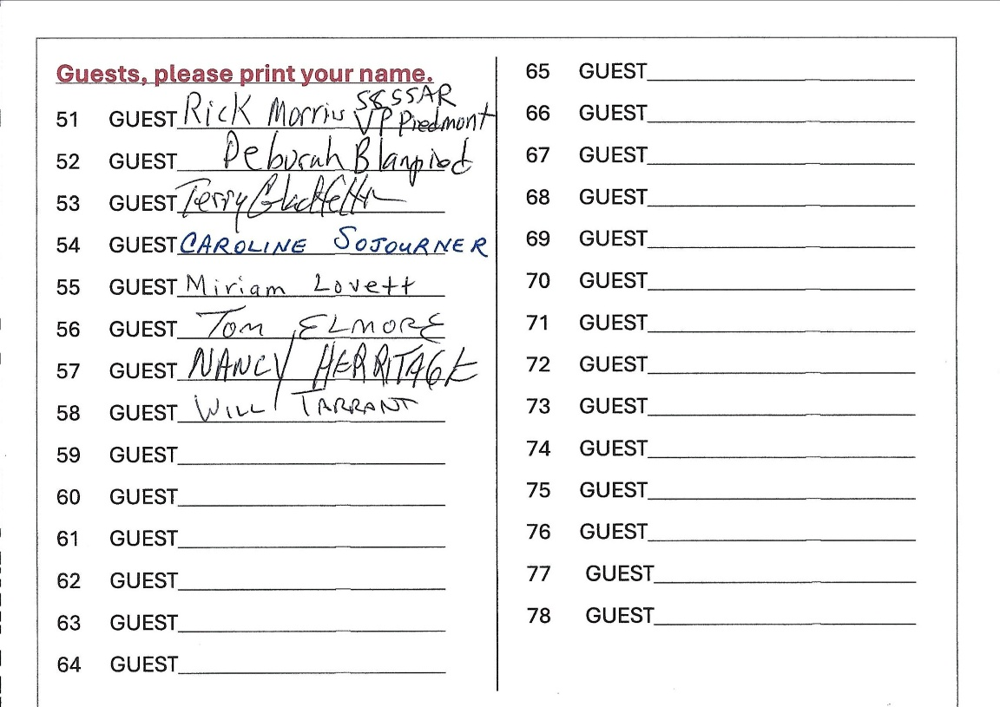 Guests, please print your name.
51 GUEST Rick Morris SCSSAR
VP Piedmont
52 GUEST Deborah Blanpied
53 GUEST Terry
54 GUEST CAROLINE SOJOURNER
55 GUEST Miriam Lovett
56 GUEST TOM ELMORE
57 GUEST NANCY HERRITAGE
58 GUEST WILL TARRANT
59 GUEST
60 GUEST
61 GUEST
62 GUEST
63 GUEST
64 GUEST
65 GUEST
66 GUEST
67 GUEST
68 GUEST
69 GUEST
70 GUEST
71 GUEST
72 GUEST
73 GUEST
74 GUEST
75 GUEST
76 GUEST
77 GUEST
78 GUEST